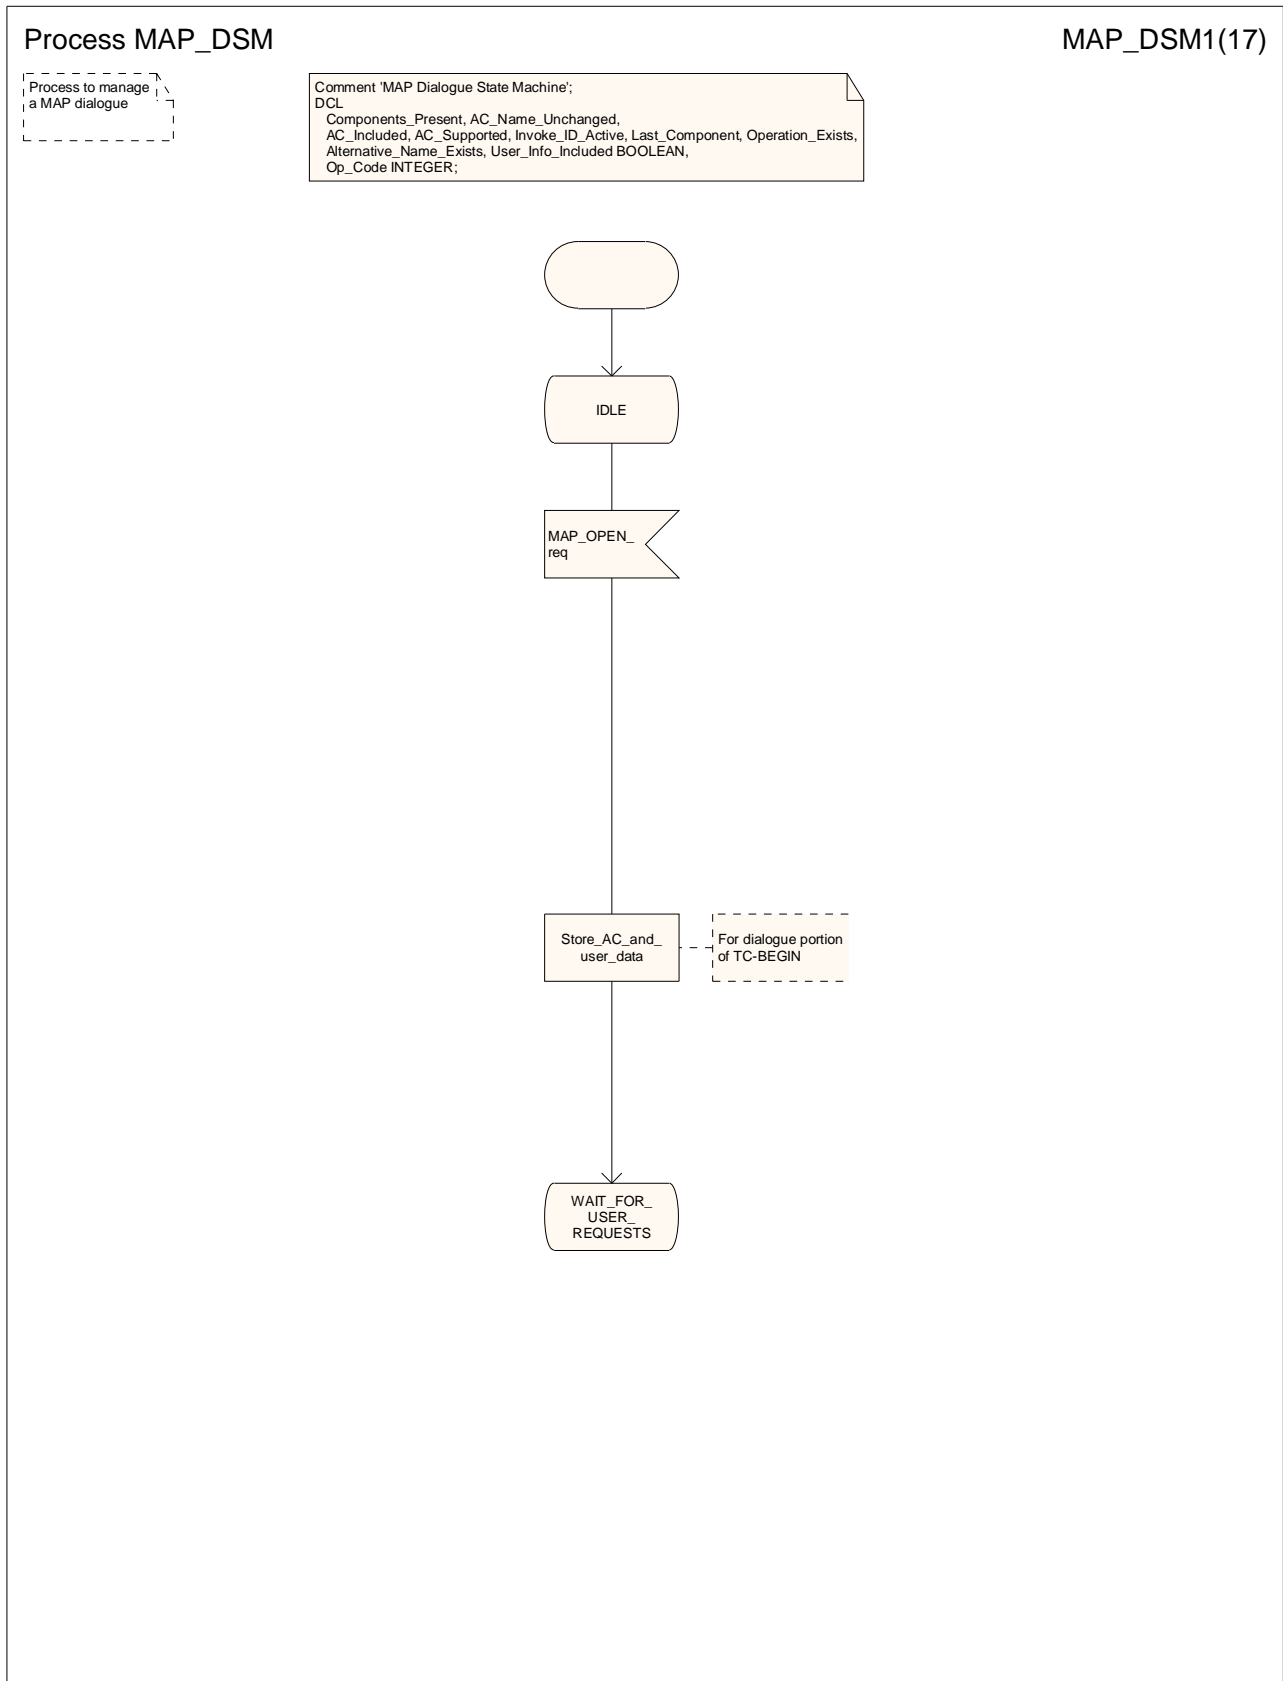 Process MAP_DSM
MAP_DSM1(17)
Process to manage
a MAP dialogue
Comment 'MAP Dialogue State Machine';
DCL
Components_Present, AC_Name_Unchanged,
AC_Included, AC_Supported, Invoke_ID_Active, Last_Component, Operation_Exists,
Alternative_Name_Exists, User_Info_Included BOOLEAN,
Op_Code INTEGER;
IDLE
MAP_OPEN_
req
Store_AC_and_
user_data
For dialogue portion
of TC-BEGIN
WAIT_FOR_
USER_
REQUESTS